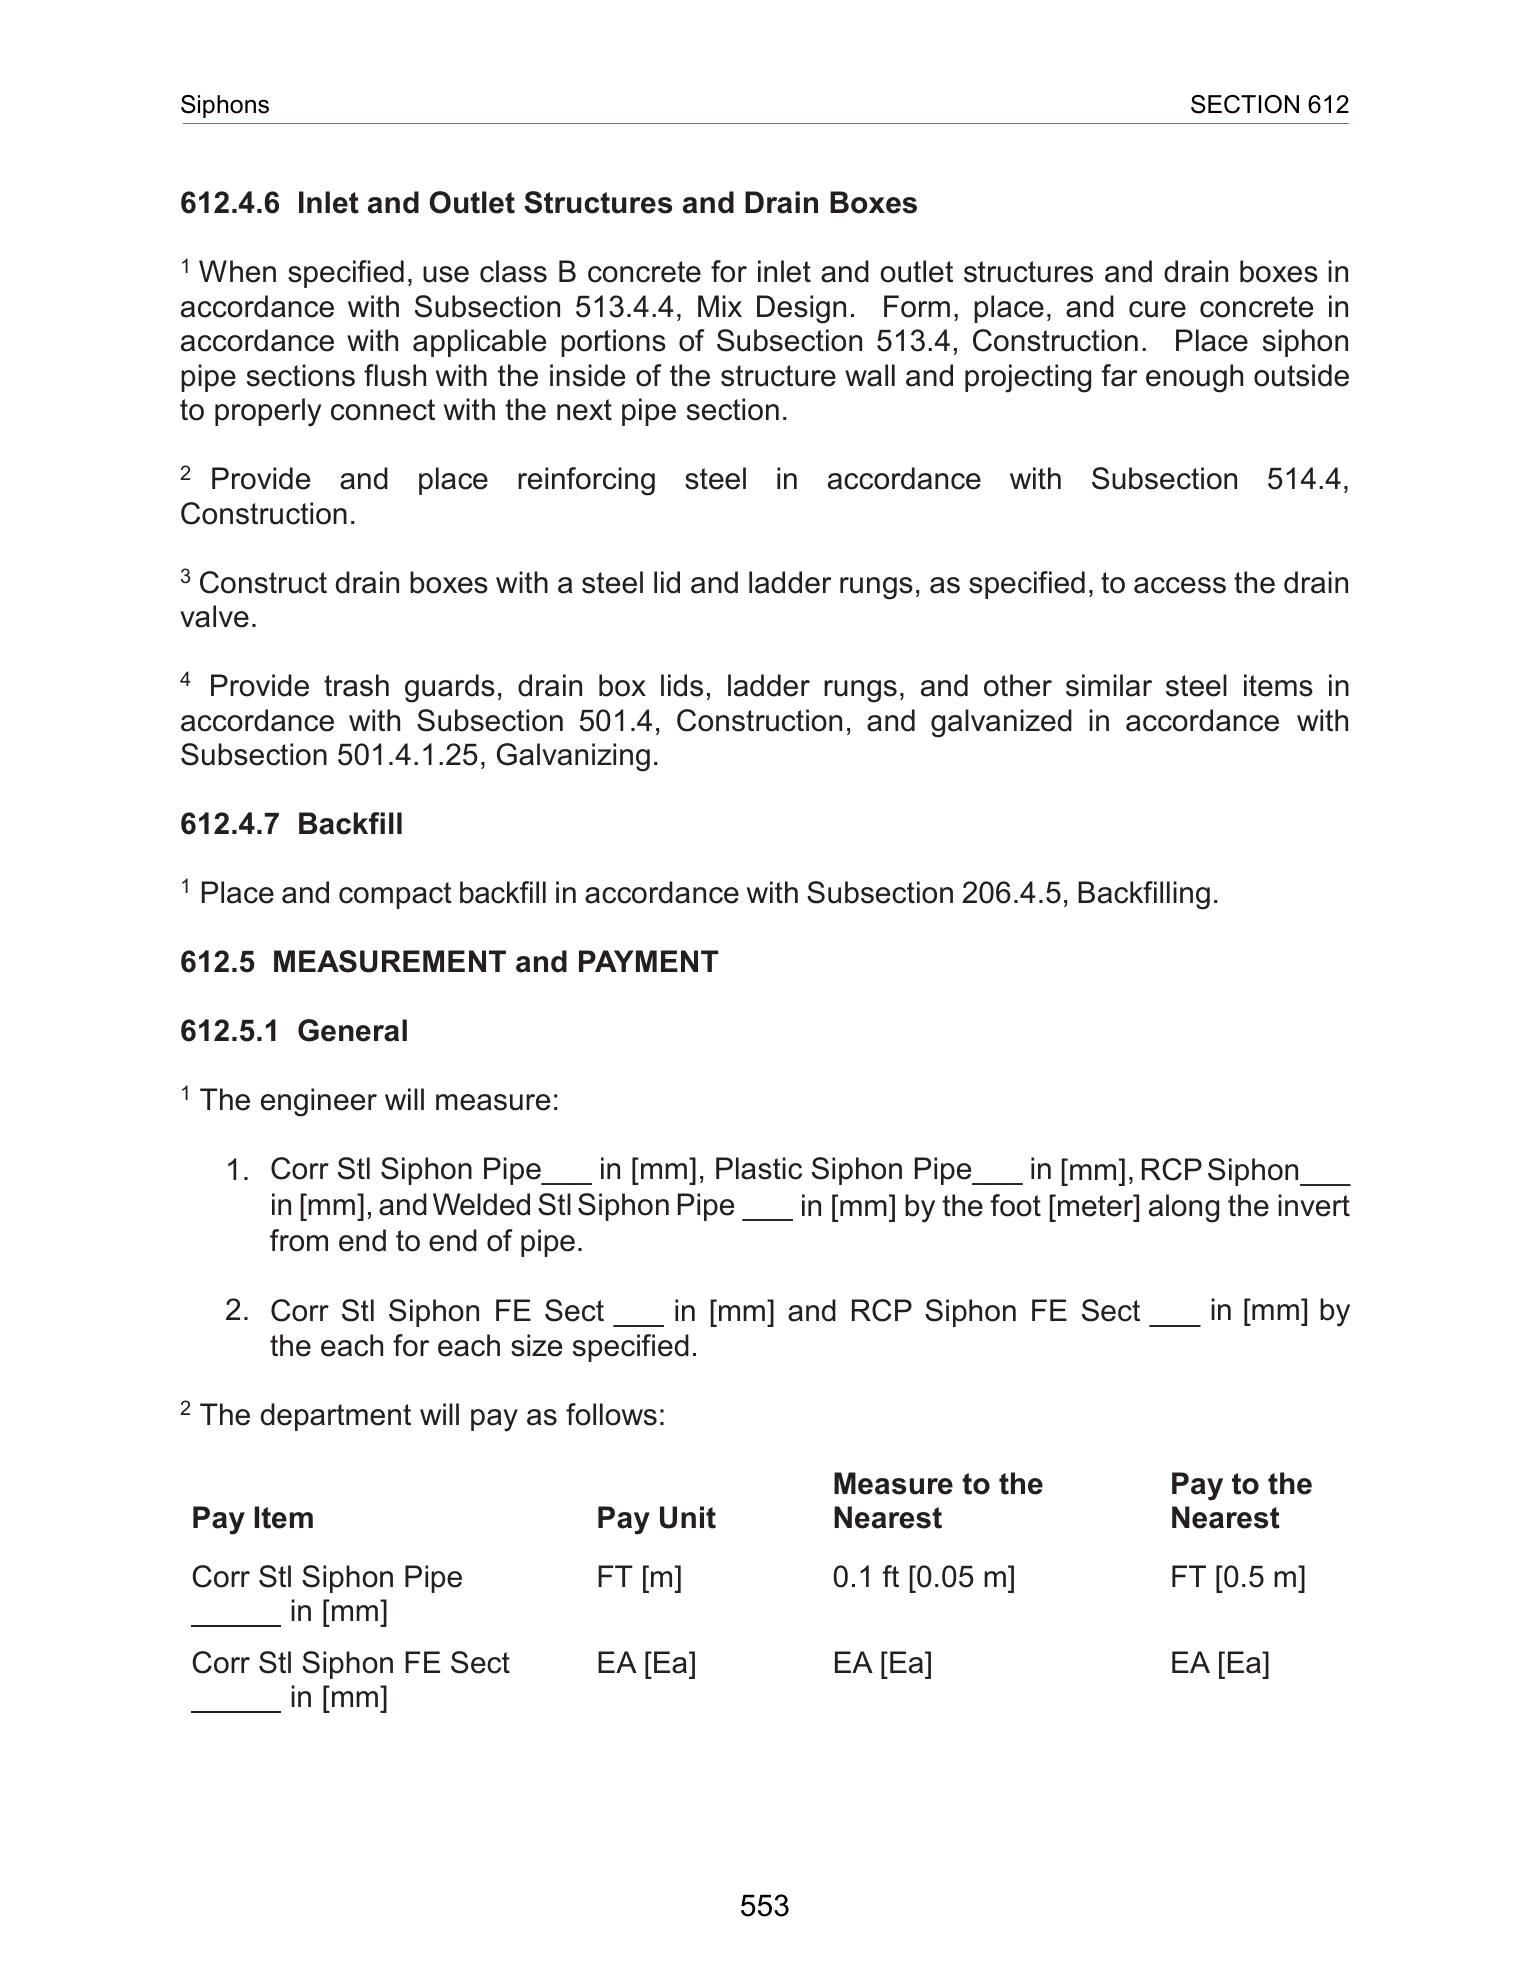 Siphons SECTION 612
612.4.6 Inlet and Outlet Structures and Drain Boxes
1 When specified, use class B concrete for inlet and outlet structures and drain boxes in
accordance with Subsection 513.4.4, Mix Design. Form, place, and cure concrete in
accordance with applicable portions of Subsection 513.4, Construction. Place siphon
pipe sections flush with the inside of the structure wall and projecting far enough outside
to properly connect with the next pipe section.
2 Provide and place reinforcing steel in accordance with Subsection 514.4,
Construction.
3 Construct drain boxes with a steel lid and ladder rungs, as specified, to access the drain
valve.
4 Provide trash guards, drain box lids, ladder rungs, and other similar steel items in
accordance with Subsection 501.4, Construction, and galvanized in accordance with
Subsection 501.4.1.25, Galvanizing.
612.4.7 Backfill
1 Place and compact backfill in accordance with Subsection 206.4.5, Backfilling.
612.5 MEASUREMENT and PAYMENT
612.5.1 General
1 The engineer will measure:
1. Corr Stl Siphon Pipe___ in [mm], Plastic Siphon Pipe___ in [mm], RCP Siphon___
in [mm], and Welded Stl Siphon Pipe ___ in [mm] by the foot [meter] along the invert
from end to end of pipe.
2. Corr Stl Siphon FE Sect ___ in [mm] and RCP Siphon FE Sect ___ in [mm] by
the each for each size specified.
2 The department will pay as follows:
Measure to the Pay to the
Pay Item Pay Unit Nearest Nearest
Corr Stl Siphon Pipe FT [m] 0.1 ft [0.05 m] FT [0.5 m]
______ in [mm]
Corr Stl Siphon FE Sect EA [Ea] EA [Ea] EA [Ea]
______ in [mm]
553